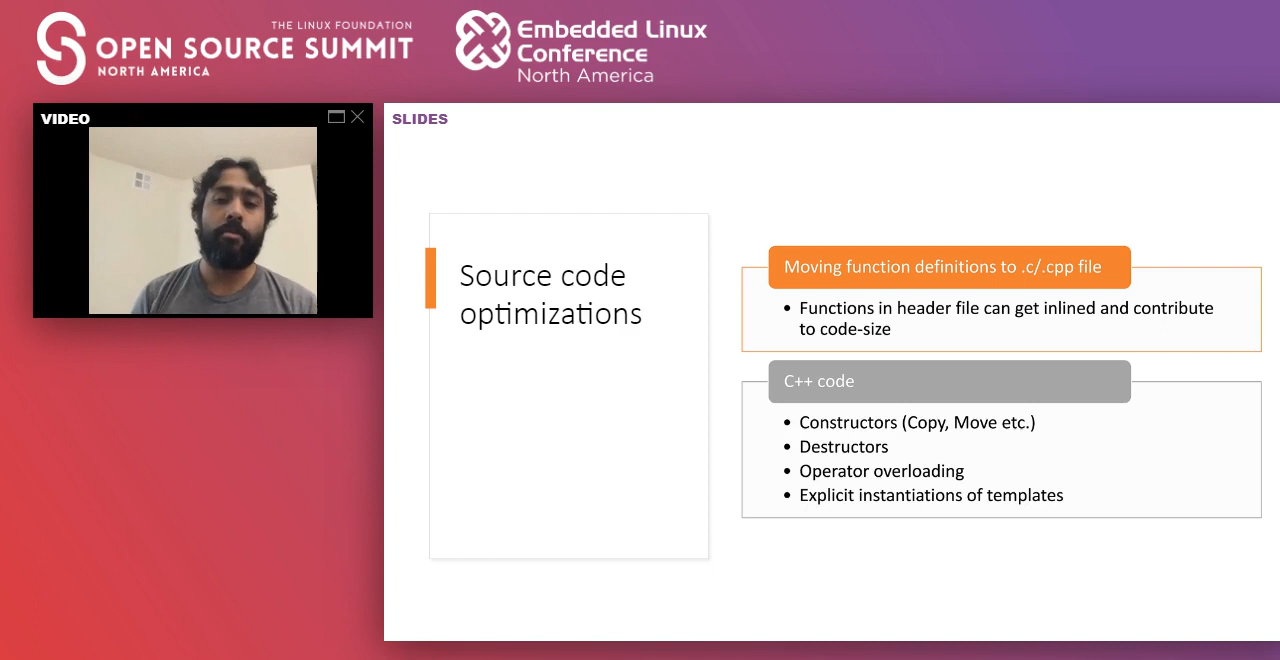 THE LINUX FOUNDATION
OPEN SOURCE SUMMIT
NORTH AMERICA
Embedded Linux
Conference
North America
VIDEO
SLIDES
Source code
optimizations
Moving function definitions to .c/.cpp file
• Functions in header file can get inlined and contribute
to code-size
C++ code
• Constructors (Copy, Move etc.)
• Destructors
• Operator overloading
• Explicit instantiations of templates